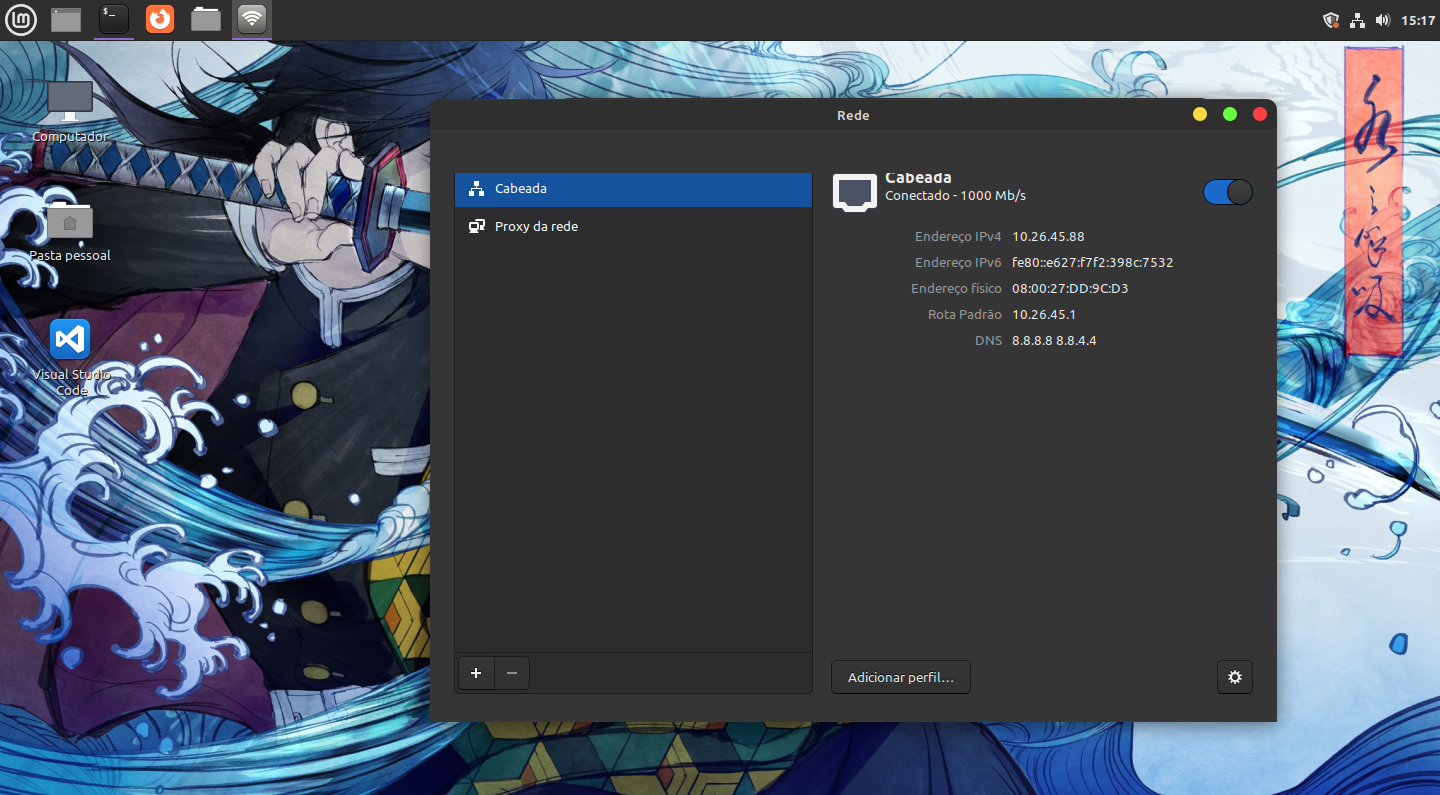 $_
15:17
Computador
Pasta pessoal
Visual Studio
Code
Rede
Cabeada
Proxy da rede
+
−
Cabeada
Conectado - 1000 Mb/s
Endereço IPv4 10.26.45.88
Endereço IPv6 fe80::e627:f7f2:398c:7532
Endereço físico 08:00:27:DD:9C:D3
Rota Padrão 10.26.45.1
DNS 8.8.8.8 8.8.4.4
Adicionar perfil…